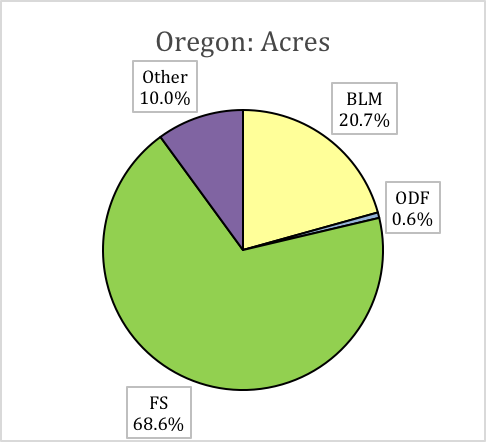 Oregon: Acres
Other
10.0%
BLM
20.7%
ODF
0.6%
FS
68.6%